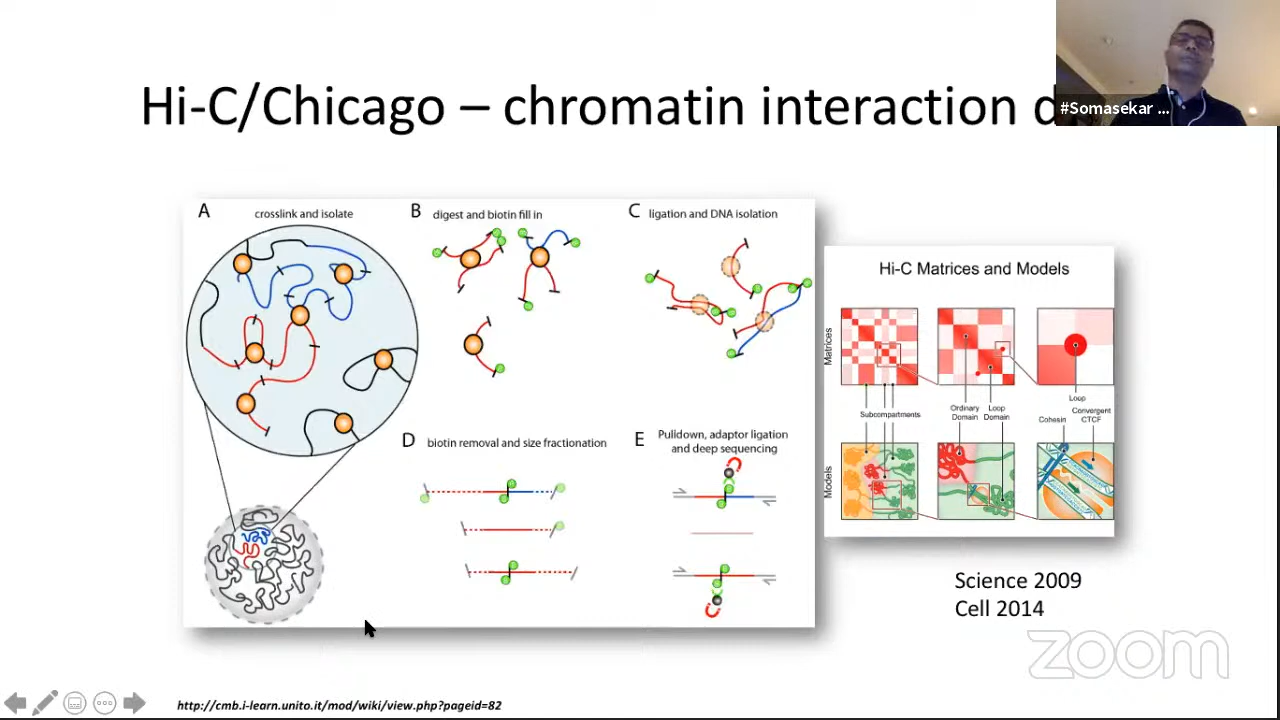 #Somasekar ...
Hi-C/Chicago – chromatin interaction d
A crosslink and isolate
B digest and biotin fill in
C ligation and DNA isolation
D biotin removal and size fractionation
E Pulldown, adaptor ligation
and deep sequencing
Hi-C Matrices and Models
Matrices
Subcompartments
Ordinary
Domain
Loop
Domain
Loop
Cohesin
Convergent
CTCF
Models
Science 2009
Cell 2014
zoom
http://cmb.i-learn.unito.it/mod/wiki/view.php?pageid=82